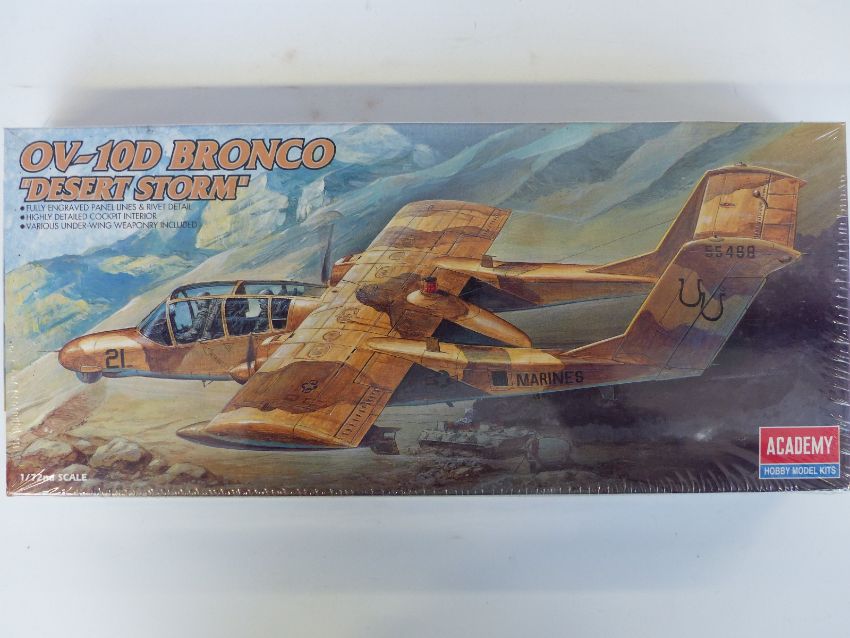 OV-10D BRONCO
"DESERT STORM"
● FULLY ENGRAVED PANEL LINES & RIVET DETAIL
● HIGHLY DETAILED COCKPIT INTERIOR
● VARIOUS UNDER-WING WEAPONRY INCLUDED
55498
21
MARINES
1/72nd SCALE
ACADEMY
HOBBY MODEL KITS